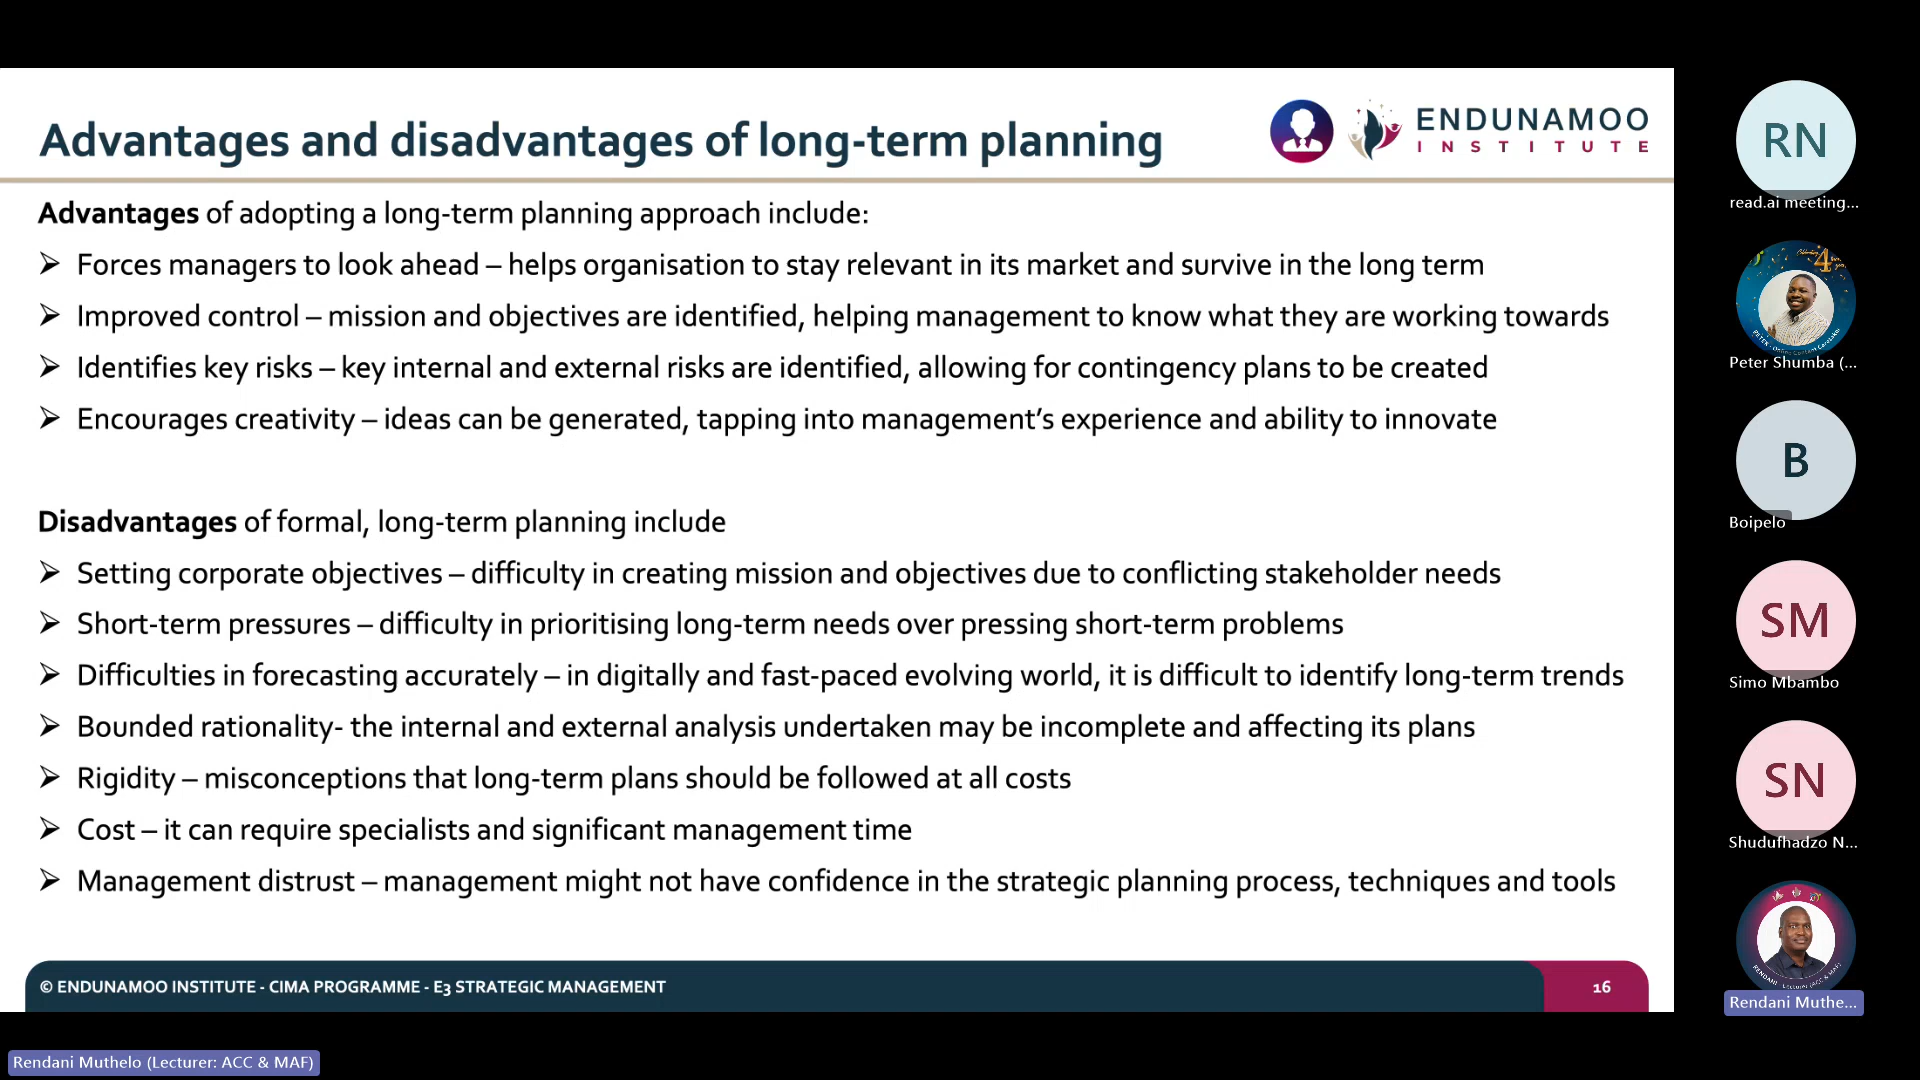 Advantages and disadvantages of long-term planning
ENDUNAMOO
INSTITUTE
Advantages of adopting a long-term planning approach include:
➢ Forces managers to look ahead – helps organisation to stay relevant in its market and survive in the long term
➢ Improved control – mission and objectives are identified, helping management to know what they are working towards
➢ Identifies key risks – key internal and external risks are identified, allowing for contingency plans to be created
➢ Encourages creativity – ideas can be generated, tapping into management’s experience and ability to innovate
Disadvantages of formal, long-term planning include
➢ Setting corporate objectives – difficulty in creating mission and objectives due to conflicting stakeholder needs
➢ Short-term pressures – difficulty in prioritising long-term needs over pressing short-term problems
➢ Difficulties in forecasting accurately – in digitally and fast-paced evolving world, it is difficult to identify long-term trends
➢ Bounded rationality- the internal and external analysis undertaken may be incomplete and affecting its plans
➢ Rigidity – misconceptions that long-term plans should be followed at all costs
➢ Cost – it can require specialists and significant management time
➢ Management distrust – management might not have confidence in the strategic planning process, techniques and tools
© ENDUNAMOO INSTITUTE - CIMA PROGRAMME - E3 STRATEGIC MANAGEMENT
16
RN
read.ai meeting...
4
Peter Shumba (...
B
Boipelo
SM
Simo Mbambo
SN
Shudufhadzo N...
Rendani Muthe...
Rendani Muthelo (Lecturer: ACC & MAF)